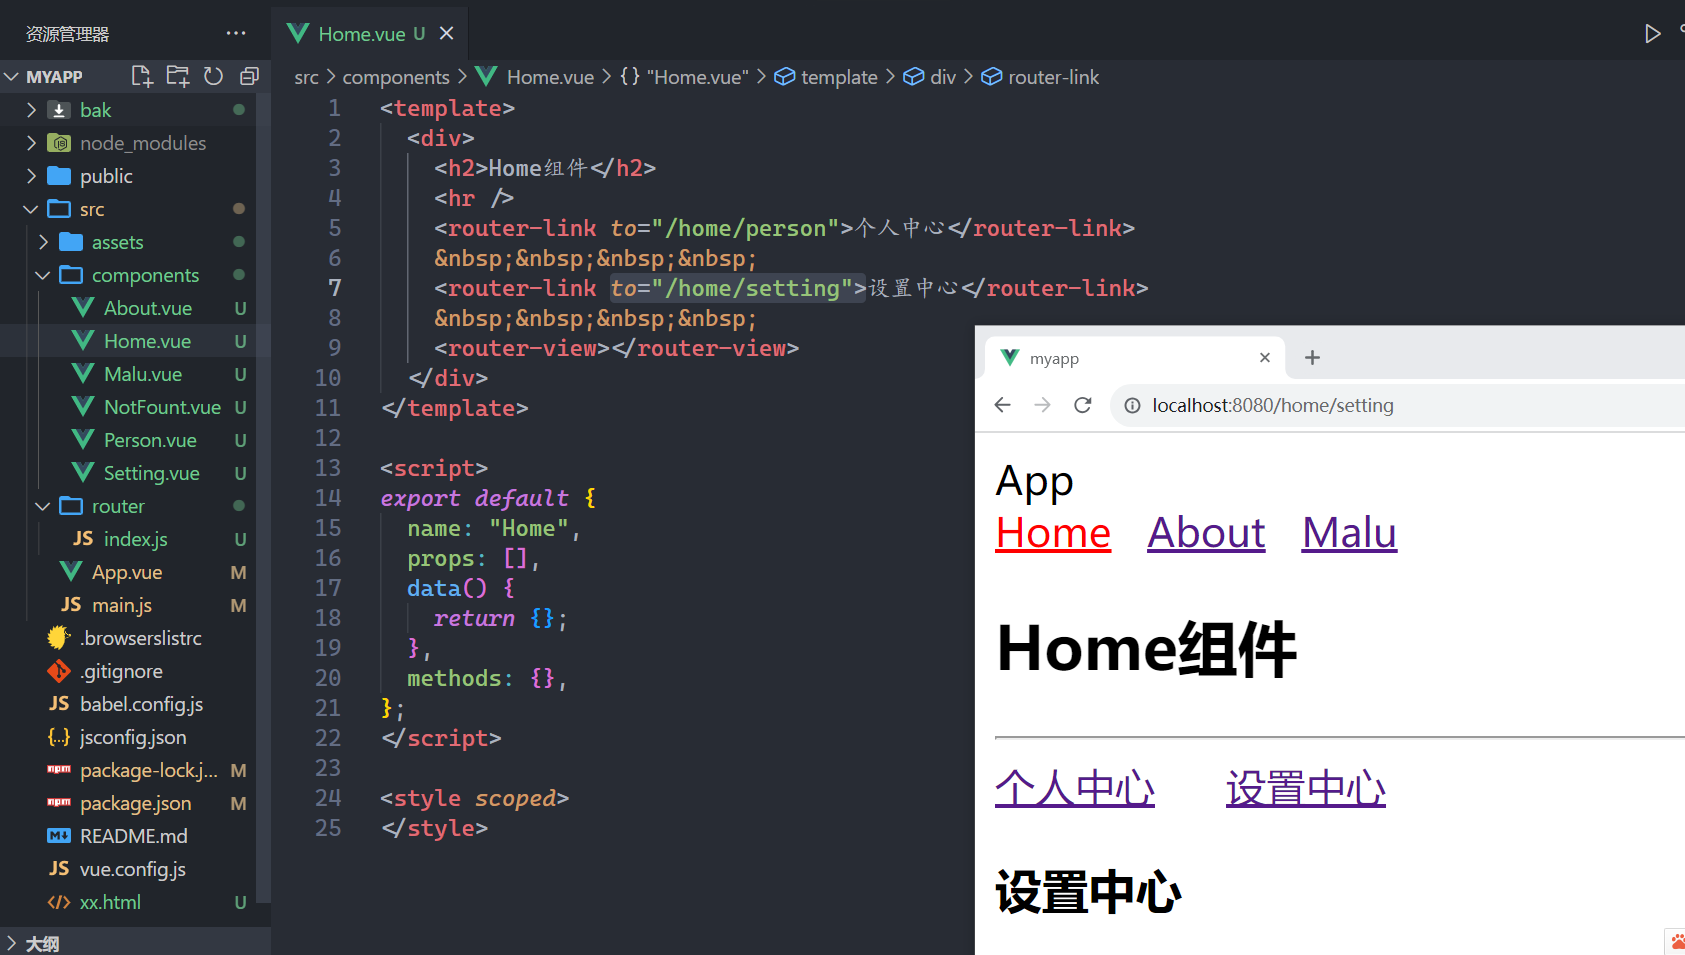 资源管理器 ···
MYAPP
bak
node_modules
public
src
assets
components
About.vue U
Home.vue U
Malu.vue U
NotFount.vue U
Person.vue U
Setting.vue U
router
JS index.js U
App.vue M
JS main.js M
.browserslistrc
.gitignore
JS babel.config.js
{..} jsconfig.json
npm package-lock.j... M
npm package.json M
M README.md
JS vue.config.js
</> xx.html U
大纲
Home.vue U ×
src > components > Home.vue > {} "Home.vue" > template > div > router-link
1 <template>
2 <div>
3 <h2>Home组件</h2>
4 <hr />
5 <router-link to="/home/person">个人中心</router-link>
6 &nbsp;&nbsp;&nbsp;&nbsp;
7 <router-link to="/home/setting">设置中心</router-link>
8 &nbsp;&nbsp;&nbsp;&nbsp;
9 <router-view></router-view>
10 </div>
11 </template>
12
13 <script>
14 export default {
15 name: "Home",
16 props: [],
17 data() {
18 return {};
19 },
20 methods: {},
21 };
22 </script>
23
24 <style scoped>
25 </style>
myapp × +
localhost:8080/home/setting
App
Home About Malu
Home组件
个人中心 设置中心
设置中心